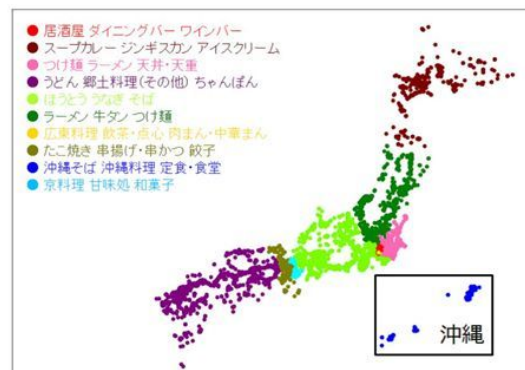 居酒屋 ダイニングバー ワインバー
スープカレー ジンギスカン アイスクリーム
つけ麺 ラーメン 天丼・天重
うどん 郷土料理(その他) ちゃんぽん
ほうとう うなぎ そば
ラーメン 牛タン つけ麺
広東料理 飲茶・点心 肉まん・中華まん
たこ焼き 串揚げ・串かつ 餃子
沖縄そば 沖縄料理 定食・食堂
京料理 甘味処 和菓子
沖縄